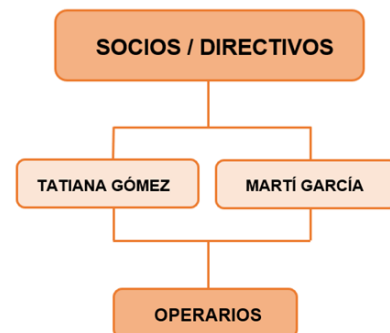 SOCIOS / DIRECTIVOS
TATIANA GÓMEZ
MARTÍ GARCÍA
OPERARIOS